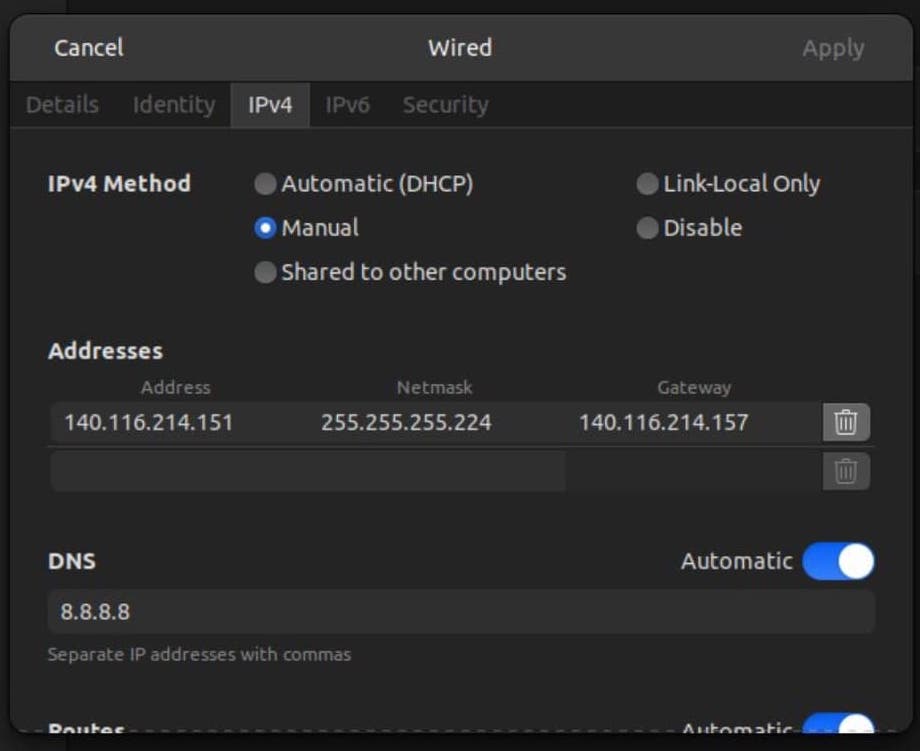 Cancel Wired Apply
Details Identity IPv4 IPv6 Security
IPv4 Method Automatic (DHCP) Link-Local Only
Manual Disable
Shared to other computers
Addresses
Address Netmask Gateway
140.116.214.151 255.255.255.224 140.116.214.157
DNS Automatic
8.8.8.8
Separate IP addresses with commas
Routes Automatic